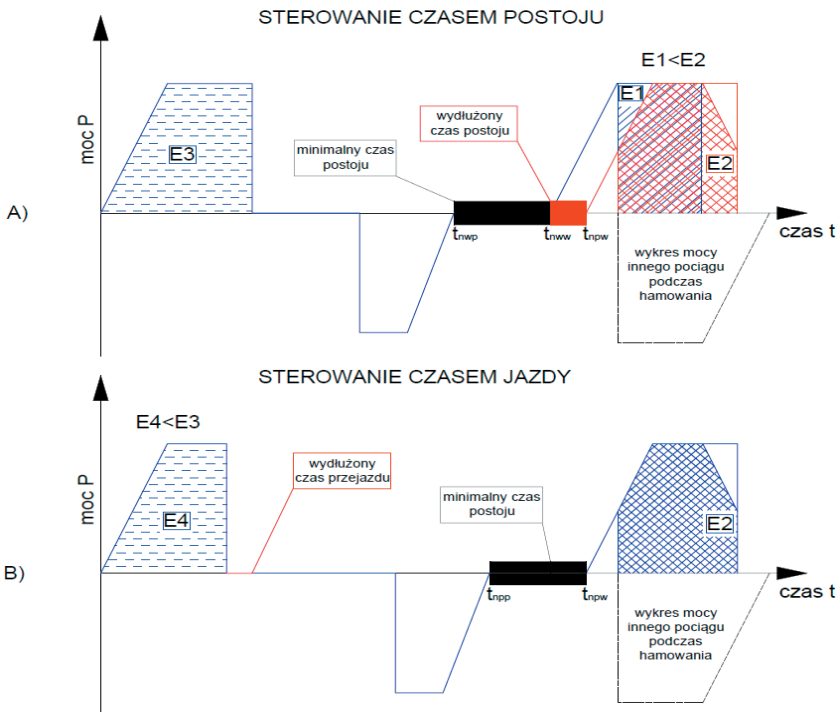 STEROWANIE CZASEM POSTOJU
moc P
E1<E2
E1
wydłużony
czas postoju
minimalny czas
postoju
E3
E2
A)
czas t
tnwp
tnww
tnpw
wykres mocy
innego pociągu
podczas
hamowania
STEROWANIE CZASEM JAZDY
moc P
E4<E3
wydłużony
czas przejazdu
minimalny czas
postoju
E4
E2
B)
czas t
tnpp
tnpw
wykres mocy
innego pociągu
podczas
hamowania